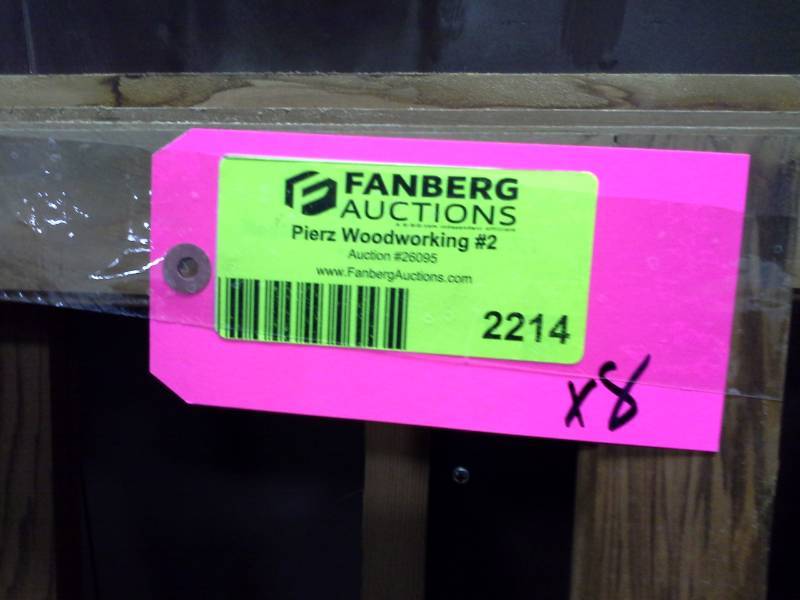 FANBERG
AUCTIONS
Pierz Woodworking #2
Auction #26095
www.FanbergAuctions.com
2214
x8